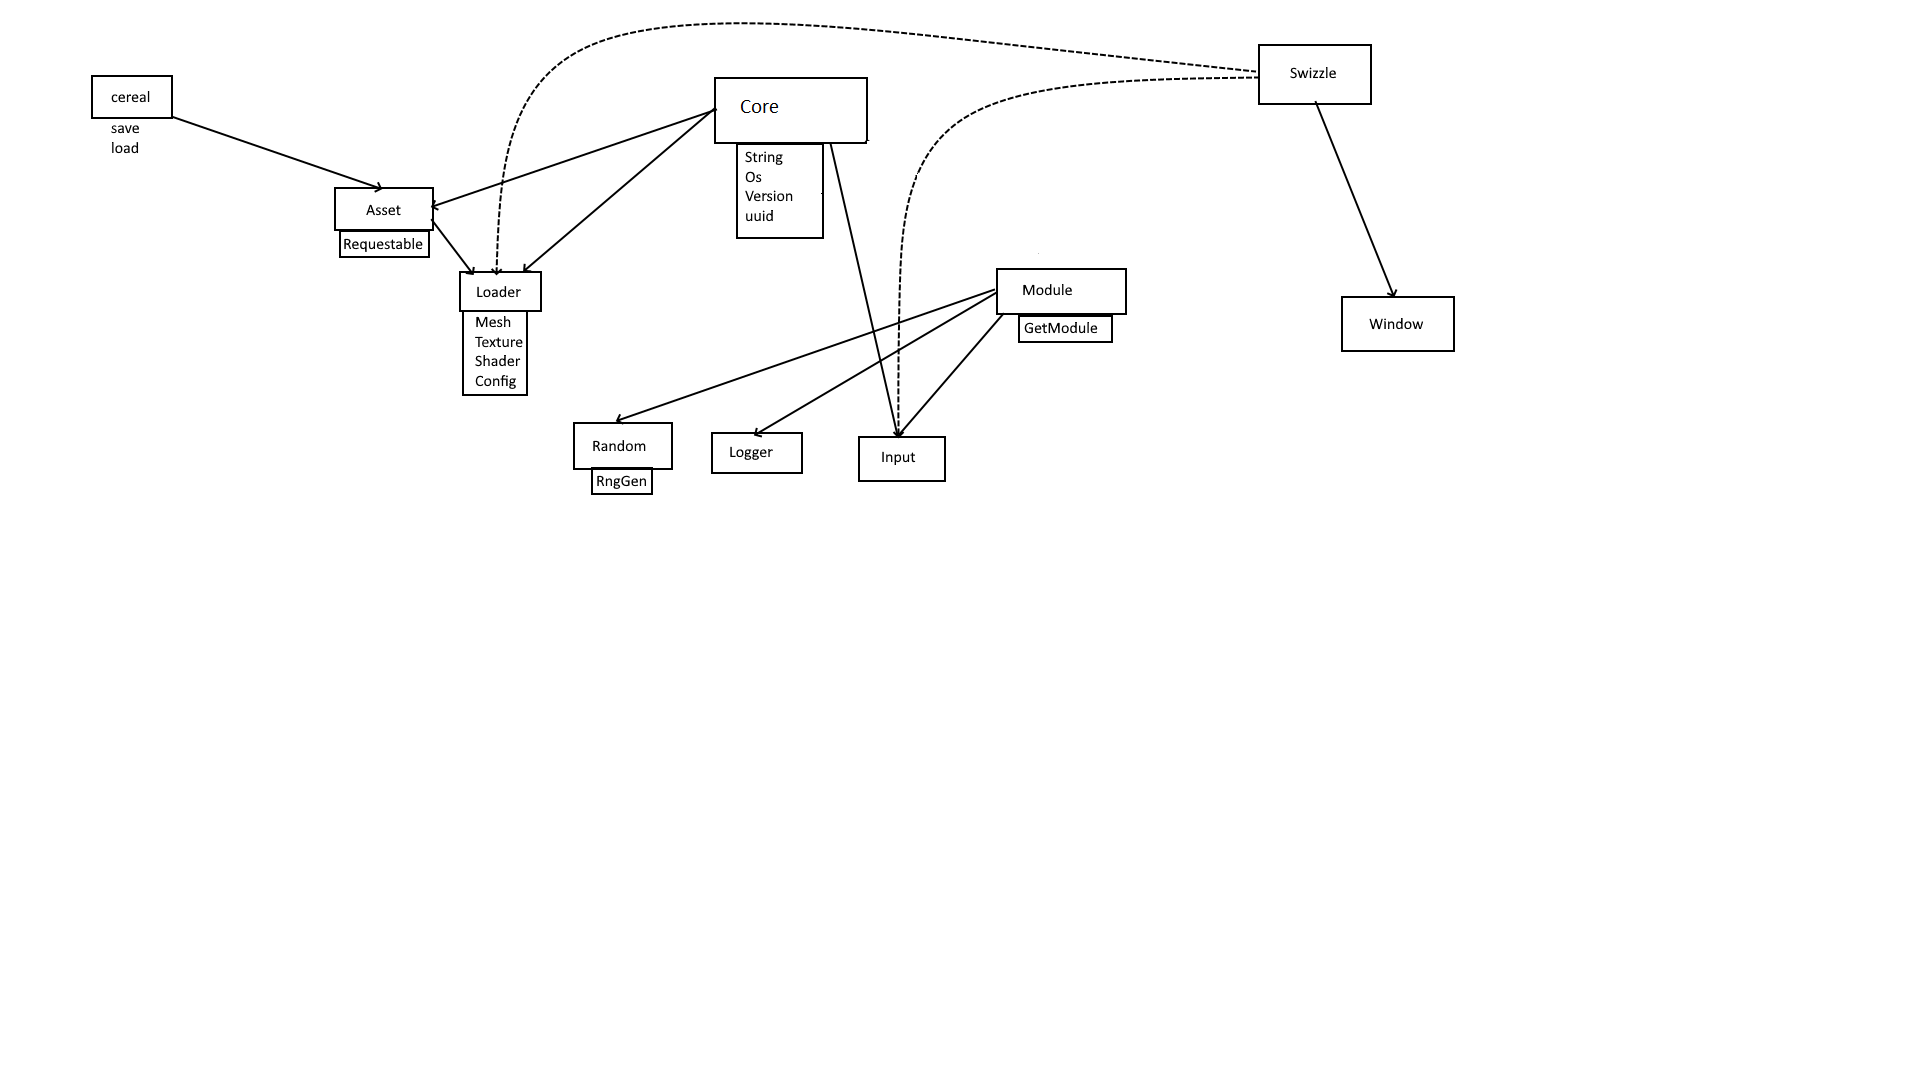 Swizzle
cereal
save
load
Core
String
Os
Version
uuid
Asset
Requestable
Loader
Mesh
Texture
Shader
Config
Module
GetModule
Window
Random
RngGen
Logger
Input